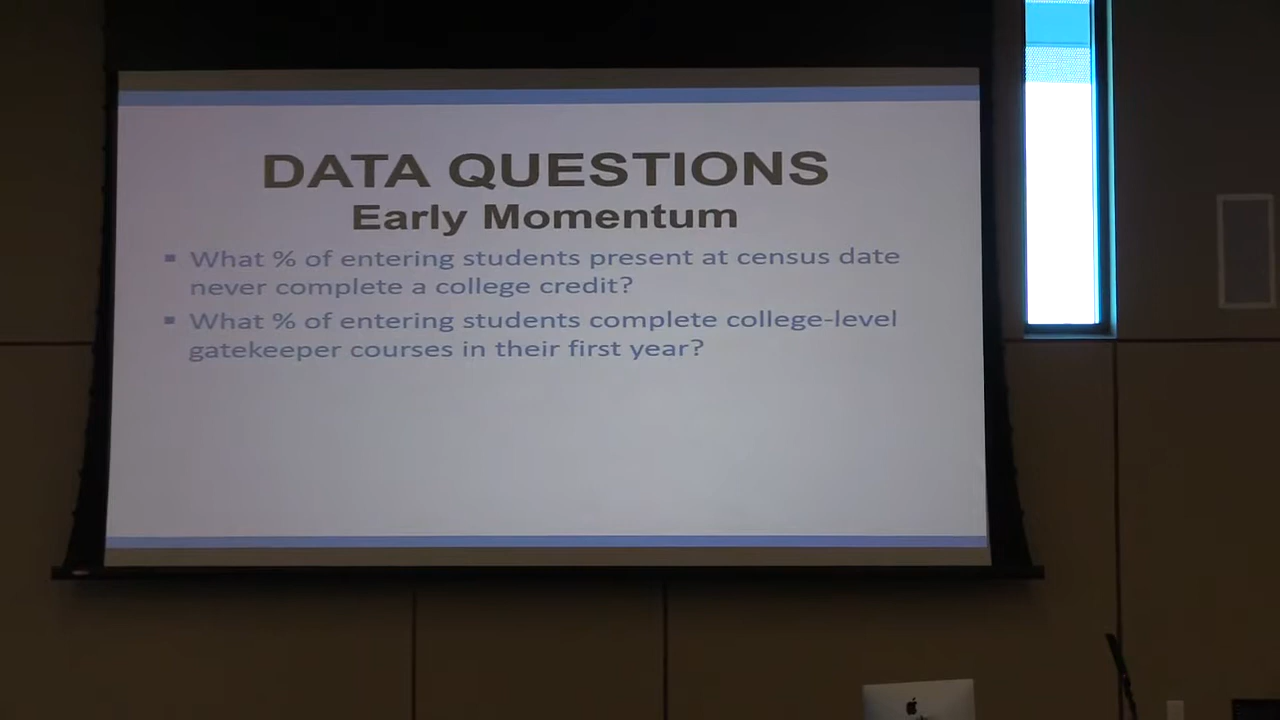 DATA QUESTIONS
Early Momentum
▪ What % of entering students present at census date
never complete a college credit?
▪ What % of entering students complete college-level
gatekeeper courses in their first year?